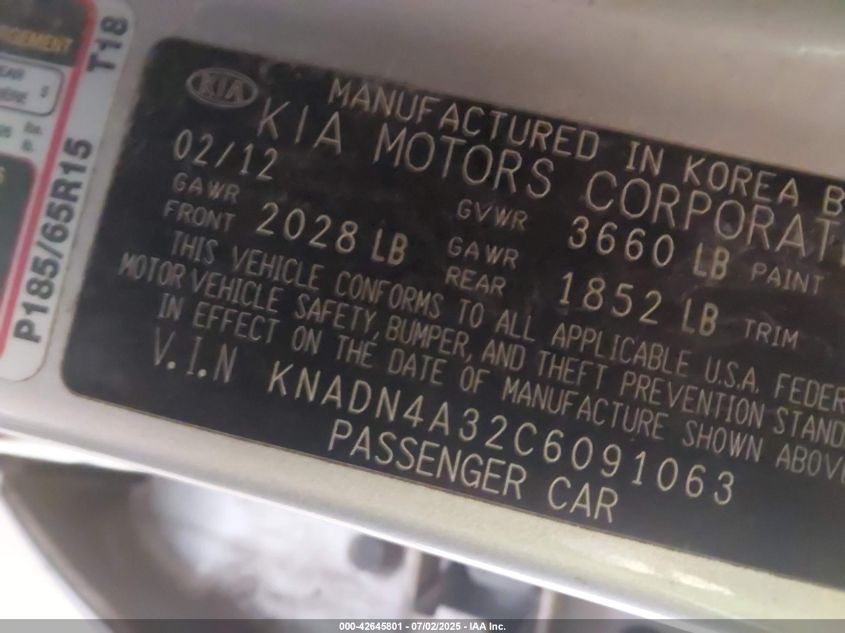 KIA
MANUFACTURED IN KOREA B
KIA MOTORS CORPORAT
02/12
GAWR FRONT 2028 LB
GVWR 3660 LB
GAWR REAR 1852 LB
PAINT
TRIM
THIS VEHICLE CONFORMS TO ALL APPLICABLE U.S.A. FEDER
MOTOR VEHICLE SAFETY, BUMPER, AND THEFT PREVENTION STAND
IN EFFECT ON THE DATE OF MANUFACTURE SHOWN ABOVE
V.I.N KNADN4A32C6091063
PASSENGER CAR
P185/65R15
T18
000-42645801 - 07/02/2025 - IAA Inc.